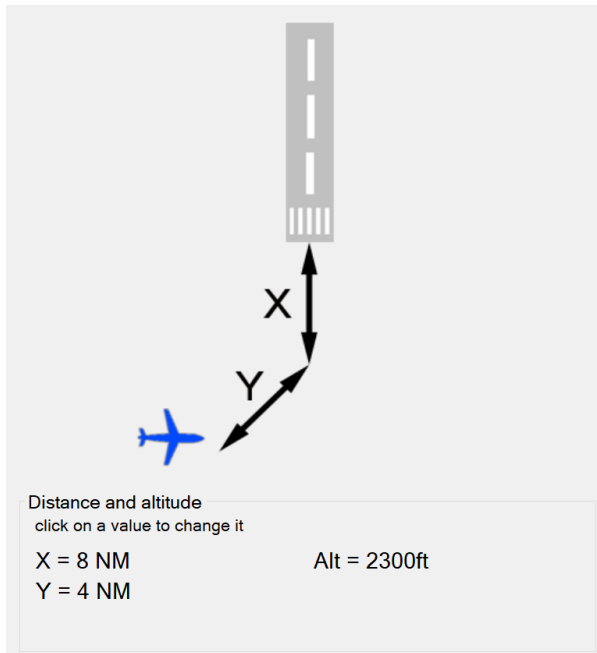 X
Y
Distance and altitude
click on a value to change it
X = 8 NM
Alt = 2300ft
Y = 4 NM